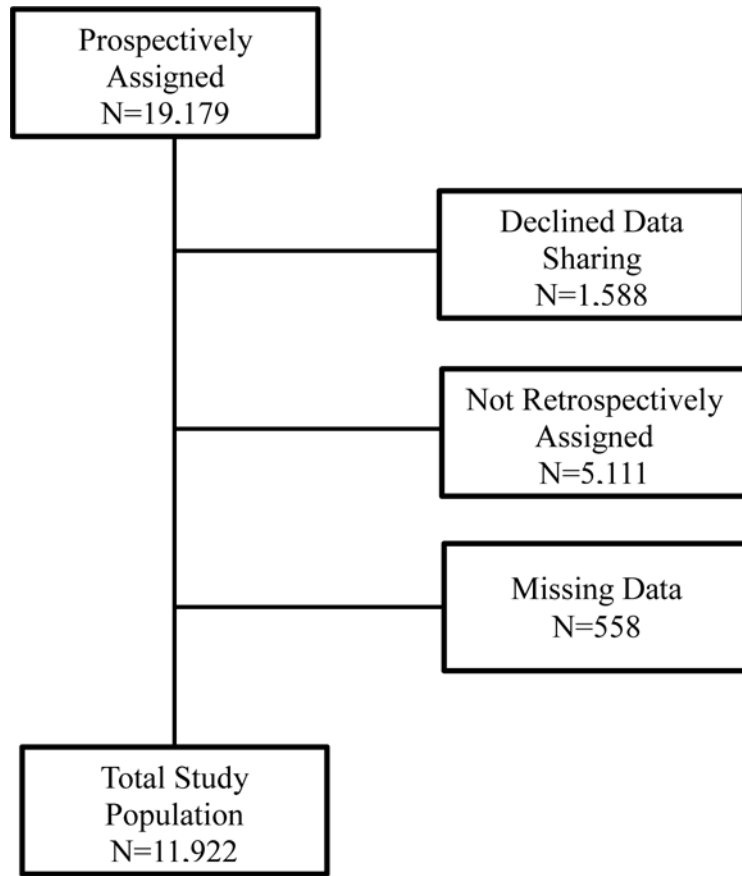 Prospectively
Assigned
N=19,179
Declined Data
Sharing
N=1,588
Not Retrospectively
Assigned
N=5,111
Missing Data
N=558
Total Study
Population
N=11,922